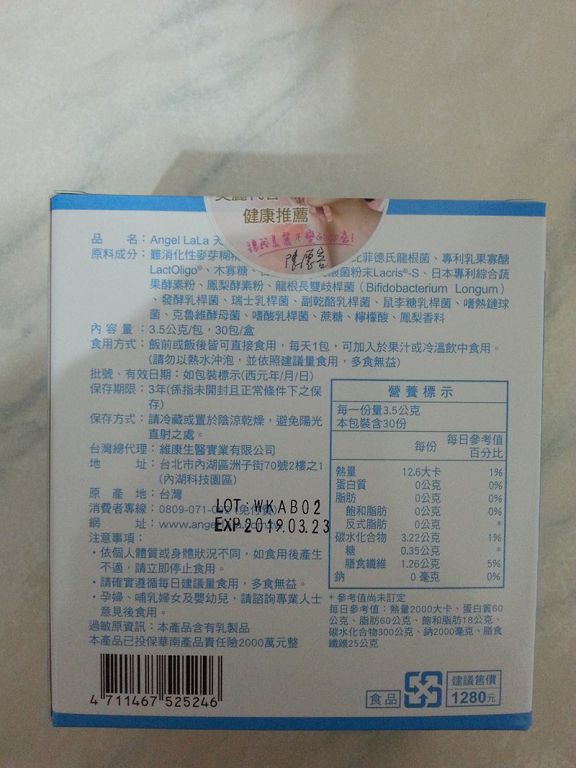 健康推薦
品 名：Angel LaLa 天
原料成分：難消化性麥芽糊 比菲德氏龍根菌、專利乳果寡醣
LactOligo®、木寡糖、 菌粉末Lacris®-S、日本專利綜合蔬
果酵素粉、鳳梨酵素粉、龍根長雙歧桿菌（Bifidobacterium Longum）
、發酵乳桿菌、瑞士乳桿菌、副乾酪乳桿菌、鼠李糖乳桿菌、嗜熱鏈球
菌、克魯維酵母菌、嗜酸乳桿菌、蔗糖、檸檬酸、鳳梨香料
內容量：3.5公克/包，30包/盒
食用方式：飯前或飯後皆可直接食用，每天1包，可加入於果汁或冷溫飲中食用。
(請勿以熱水沖泡，並依照建議量食用，多食無益)
批號、有效日期：如包裝標示(西元年/月/日)
保存期限：3年(係指未開封且正常條件下之保
存)
保存方式：請冷藏或置於陰涼乾燥，避免陽光
直射之處。
台灣總代理：維康生醫實業有限公司
地 址：台北市內湖區洲子街70號2樓之1
(內湖科技園區)
原 產 地：台灣
消費者專線：0809-071-0 (免付費)
網 址：www.ange
LOT:WKAB02
EXP2019.03.23
注意事項：
・依個人體質或身體狀況不同，如食用後產生
不適，請立即停止食用。
・請確實遵循每日建議量食用，多食無益。
・孕婦、哺乳婦女及嬰幼兒，請諮詢專業人士
意見後食用。
過敏原資訊：本產品含有乳製品
本產品已投保華南產品責任險2000萬元整
營養標示
每一份量3.5公克
本包裝含30份
每份 每日參考值
百分比
熱量 12.6大卡 1%
蛋白質 0公克 0%
脂肪 0公克 0%
飽和脂肪 0公克 0%
反式脂肪 0公克 *
碳水化合物 3.22公克 1%
糖 0.35公克 *
膳食纖維 1.26公克 5%
鈉 0 毫克 0%
* 參考值尚未訂定
每日參考值：熱量2000大卡、蛋白質60
公克、脂肪60公克、飽和脂肪18公克、
碳水化合物300公克、鈉2000毫克、膳食
纖維25公克
4 711467 525246
食品
建議售價
1280元